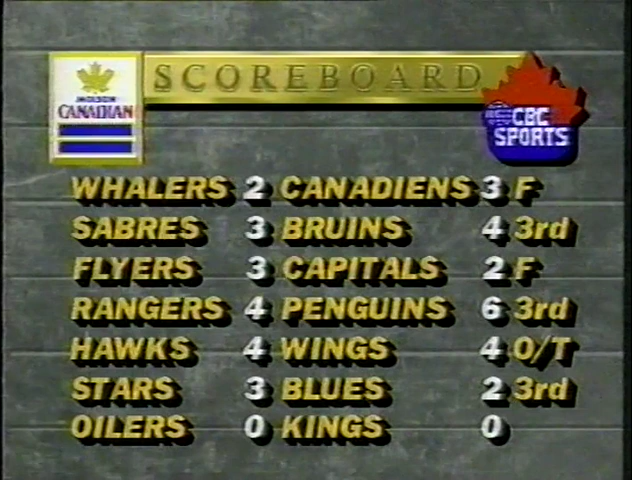 SCOREBOARD
MOLSON
CANADIAN
CBC
SPORTS
WHALERS 2 CANADIENS 3 F
SABRES 3 BRUINS 4 3rd
FLYERS 3 CAPITALS 2 F
RANGERS 4 PENGUINS 6 3rd
HAWKS 4 WINGS 4 O/T
STARS 3 BLUES 2 3rd
OILERS 0 KINGS 0